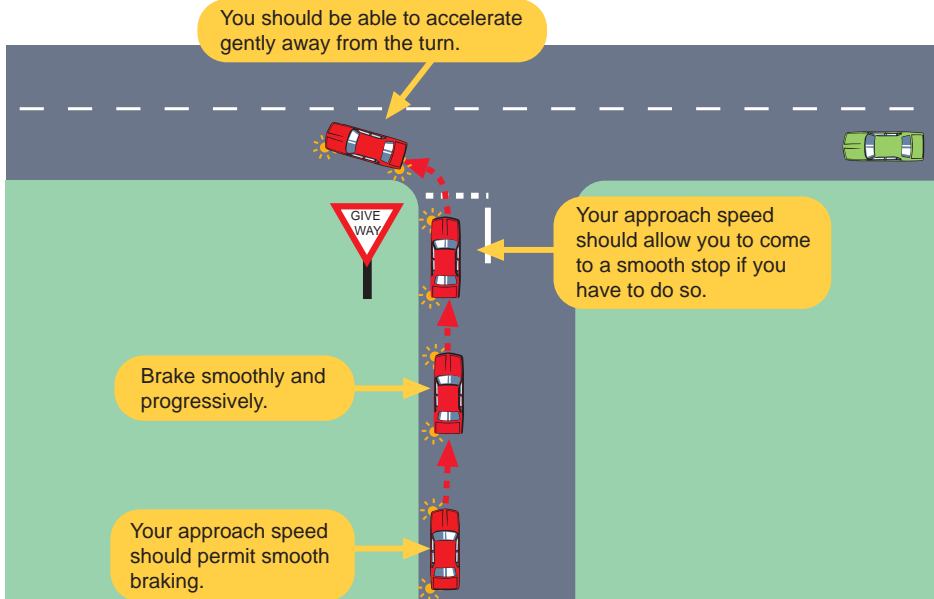 You should be able to accelerate
gently away from the turn.
GIVE
WAY
Your approach speed
should allow you to come
to a smooth stop if you
have to do so.
Brake smoothly and
progressively.
Your approach speed
should permit smooth
braking.